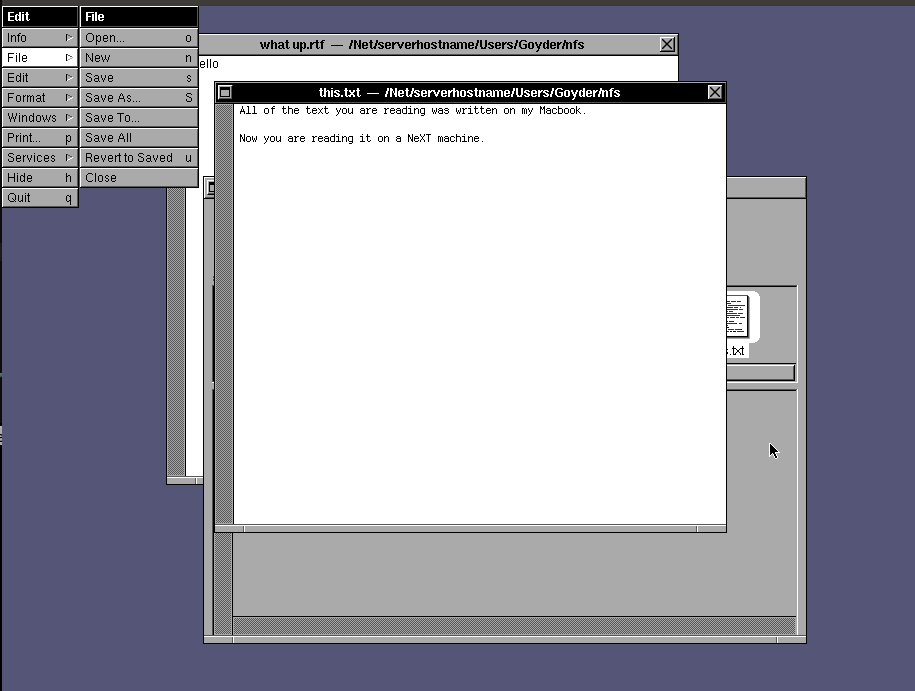 Edit
Info
File
Edit
Format
Windows
Print... p
Services
Hide h
Quit q
File
Open... o
New n
Save s
Save As... S
Save To...
Save All
Revert to Saved u
Close
what up.rtf — /Net/serverhostname/Users/Goyder/nfs
ello
this.txt — /Net/serverhostname/Users/Goyder/nfs
All of the text you are reading was written on my Macbook.
Now you are reading it on a NeXT machine.
s.txt